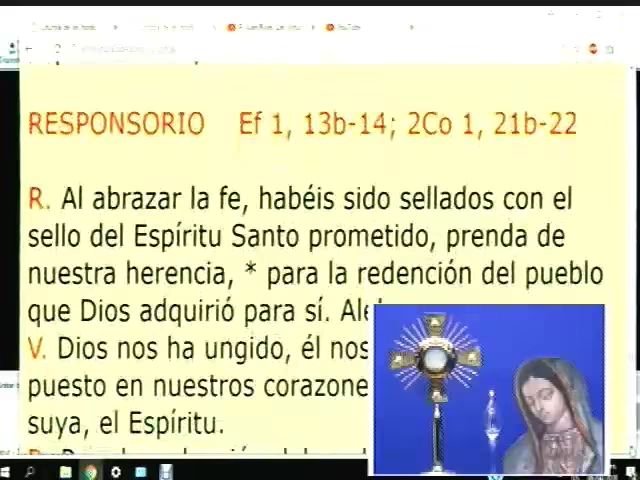 RESPONSORIO Ef 1, 13b-14; 2Co 1, 21b-22
R. Al abrazar la fe, habéis sido sellados con el
sello del Espíritu Santo prometido, prenda de
nuestra herencia, * para la redención del pueblo
que Dios adquirió para sí.
V. Dios nos ha ungido, él nos
puesto en nuestros
suya, el Espíritu.